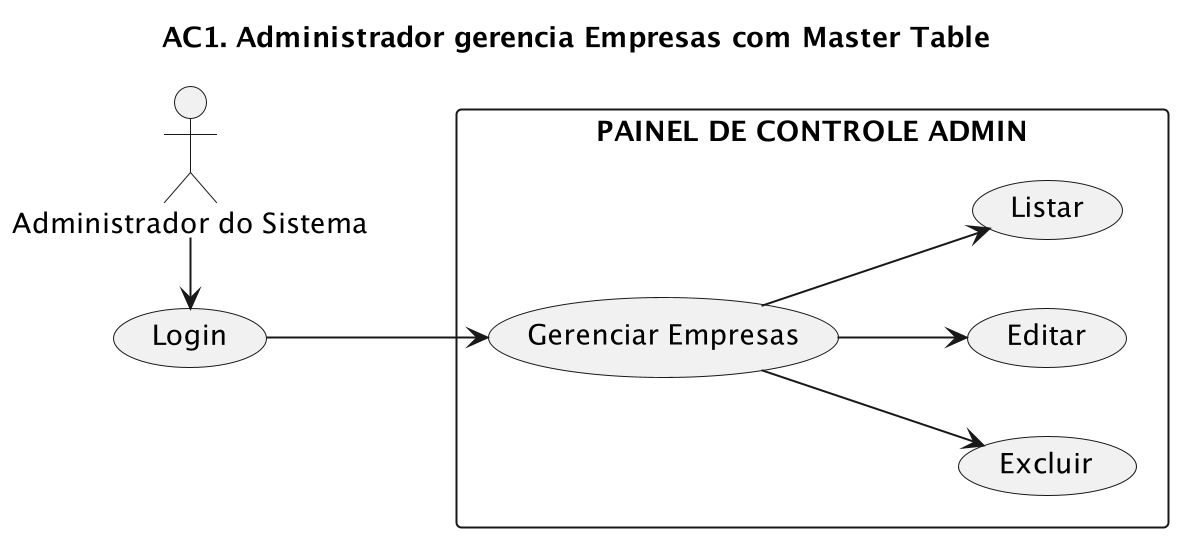 AC1. Administrador gerencia Empresas com Master Table
PAINEL DE CONTROLE ADMIN
Administrador do Sistema
Login
Gerenciar Empresas
Listar
Editar
Excluir